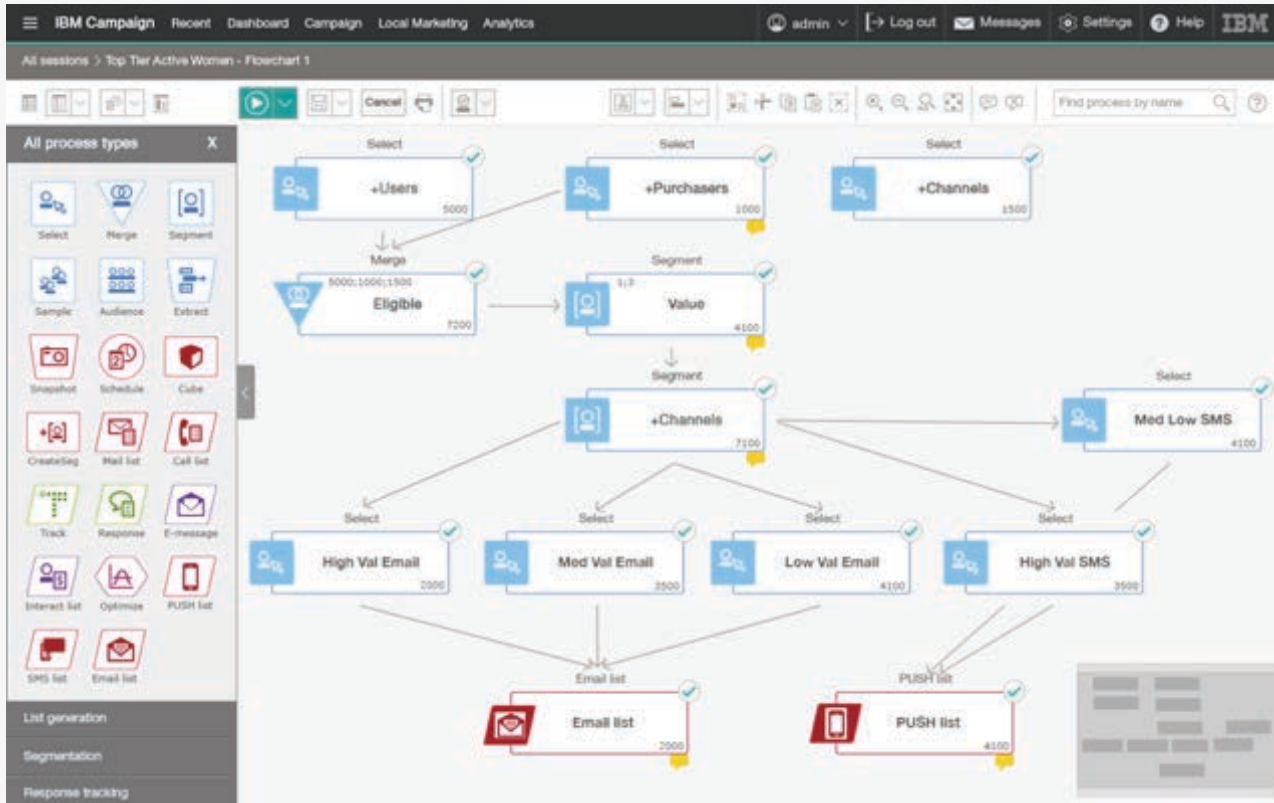 IBM Campaign Recent Dashboard Campaign Local Marketing Analytics admin Log out Messages Settings Help IBM
All sessions > Top Tier Active Women - Flowchart 1
Cancel Find process by name
All process types X
Select Merge Segment
Sample Audience Extract
Snapshot Schedule Cube
CreateSeg Mail list Call list
Track Response E-message
Interact list Optimize PUSH list
SMS list Email list
List generation
Segmentation
Response tracking
Select Select Select
+Users +Purchasers +Channels
5000 1000 1500
Merge Segment
5000;1000;1500 1;3
Eligible Value
7200 4100
Segment Select
+Channels Med Low SMS
7100 4100
Select Select Select Select
High Val Email Med Val Email Low Val Email High Val SMS
2000 3500 4100 3500
Email list PUSH list
Email list PUSH list
2000 4100